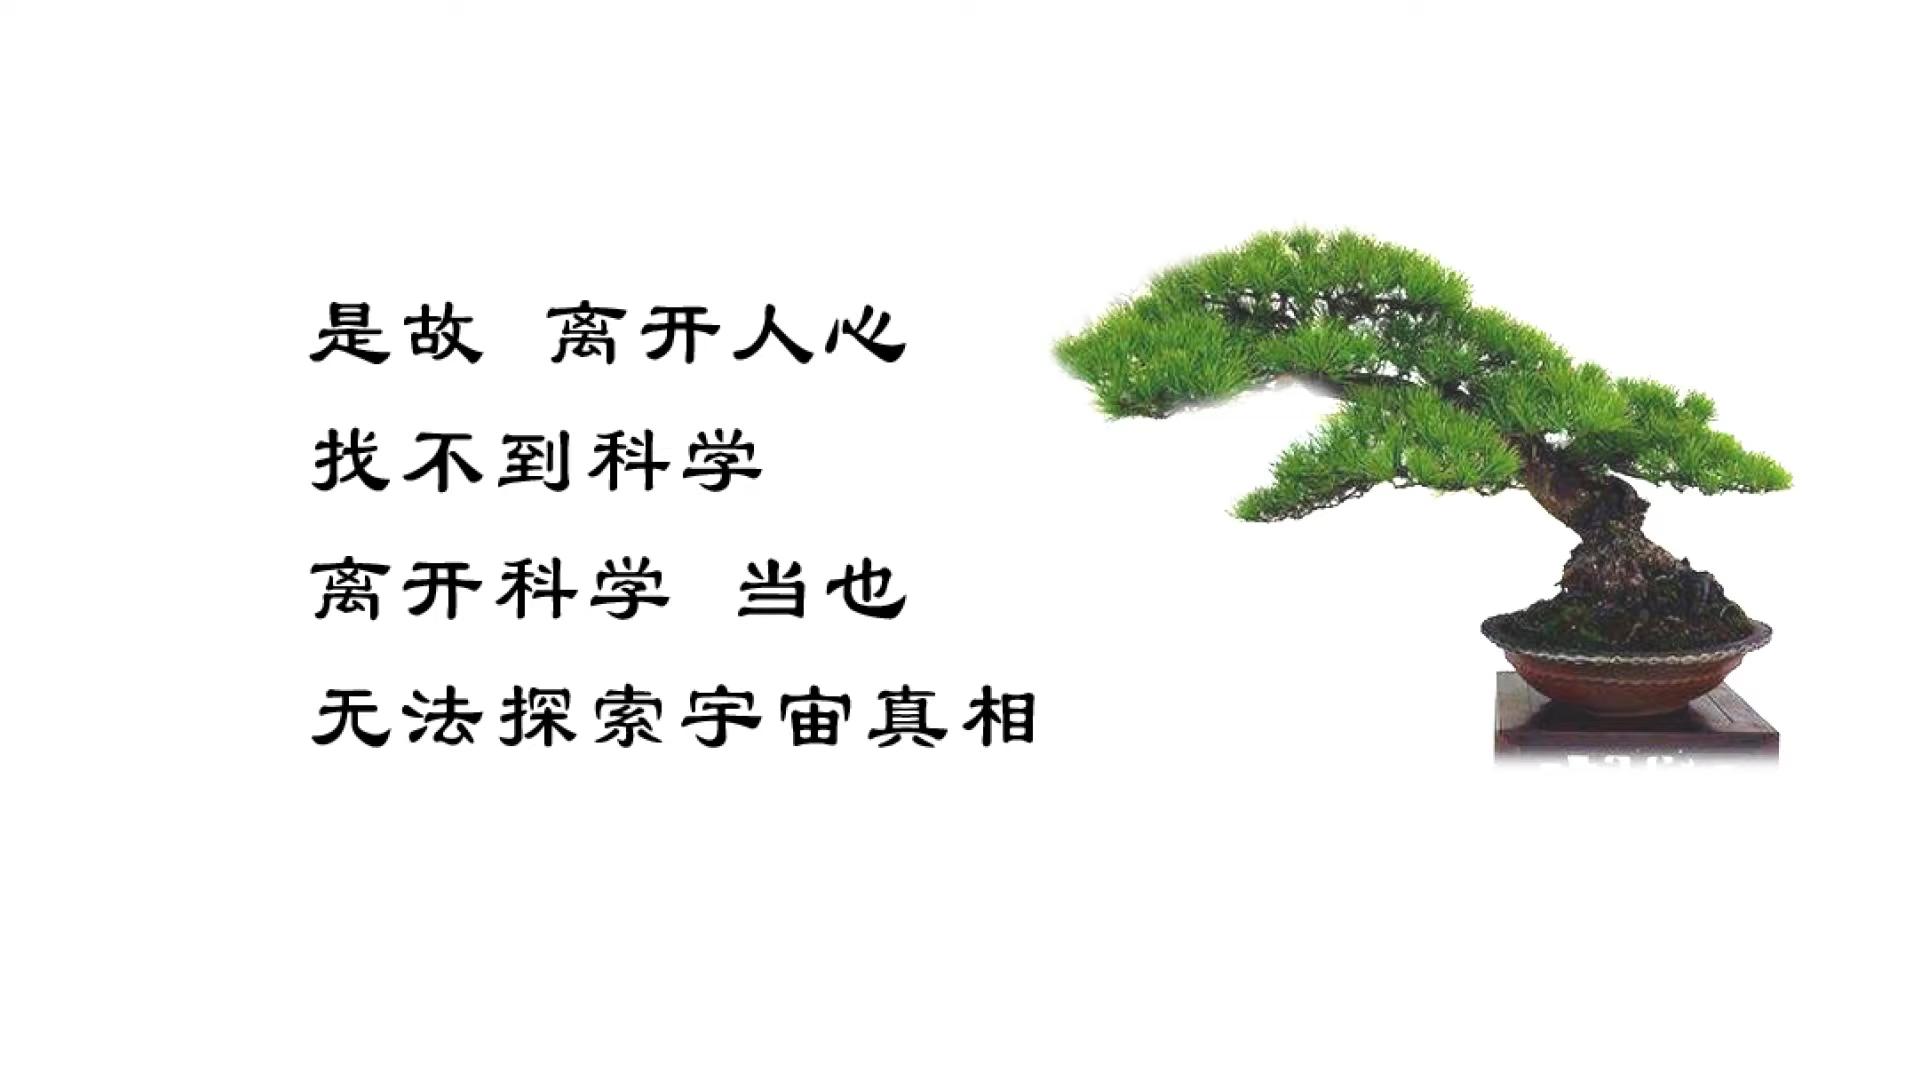 是故 离开人心
找不到科学
离开科学 当也
无法探索宇宙真相